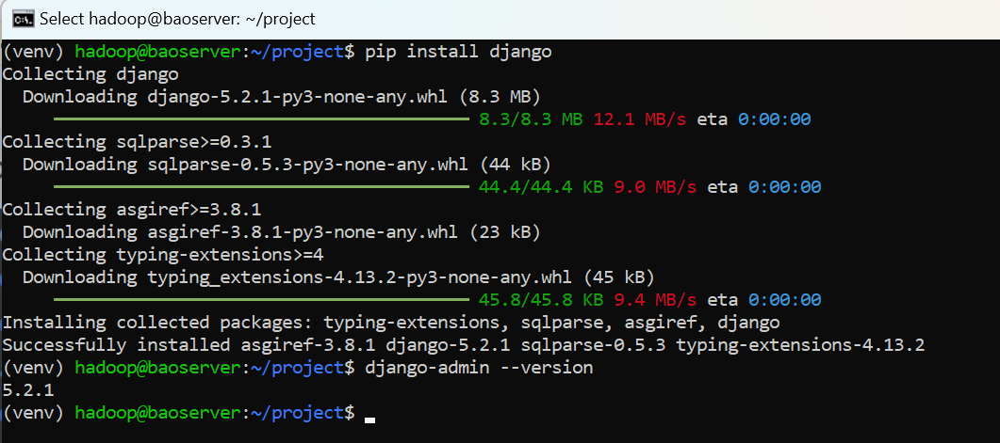 Select hadoop@baoserver: ~/project
(venv) hadoop@baoserver:~/project$ pip install django
Collecting django
  Downloading django-5.2.1-py3-none-any.whl (8.3 MB)
     ━━━━━━━━━━━━━━━━━━━━━━━━━━━━━━━━━━━━━━━━ 8.3/8.3 MB 12.1 MB/s eta 0:00:00
Collecting sqlparse>=0.3.1
  Downloading sqlparse-0.5.3-py3-none-any.whl (44 kB)
     ━━━━━━━━━━━━━━━━━━━━━━━━━━━━━━━━━━━━━━━━ 44.4/44.4 KB 9.0 MB/s eta 0:00:00
Collecting asgiref>=3.8.1
  Downloading asgiref-3.8.1-py3-none-any.whl (23 kB)
Collecting typing-extensions>=4
  Downloading typing_extensions-4.13.2-py3-none-any.whl (45 kB)
     ━━━━━━━━━━━━━━━━━━━━━━━━━━━━━━━━━━━━━━━━ 45.8/45.8 KB 9.4 MB/s eta 0:00:00
Installing collected packages: typing-extensions, sqlparse, asgiref, django
Successfully installed asgiref-3.8.1 django-5.2.1 sqlparse-0.5.3 typing-extensions-4.13.2
(venv) hadoop@baoserver:~/project$ django-admin --version
5.2.1
(venv) hadoop@baoserver:~/project$